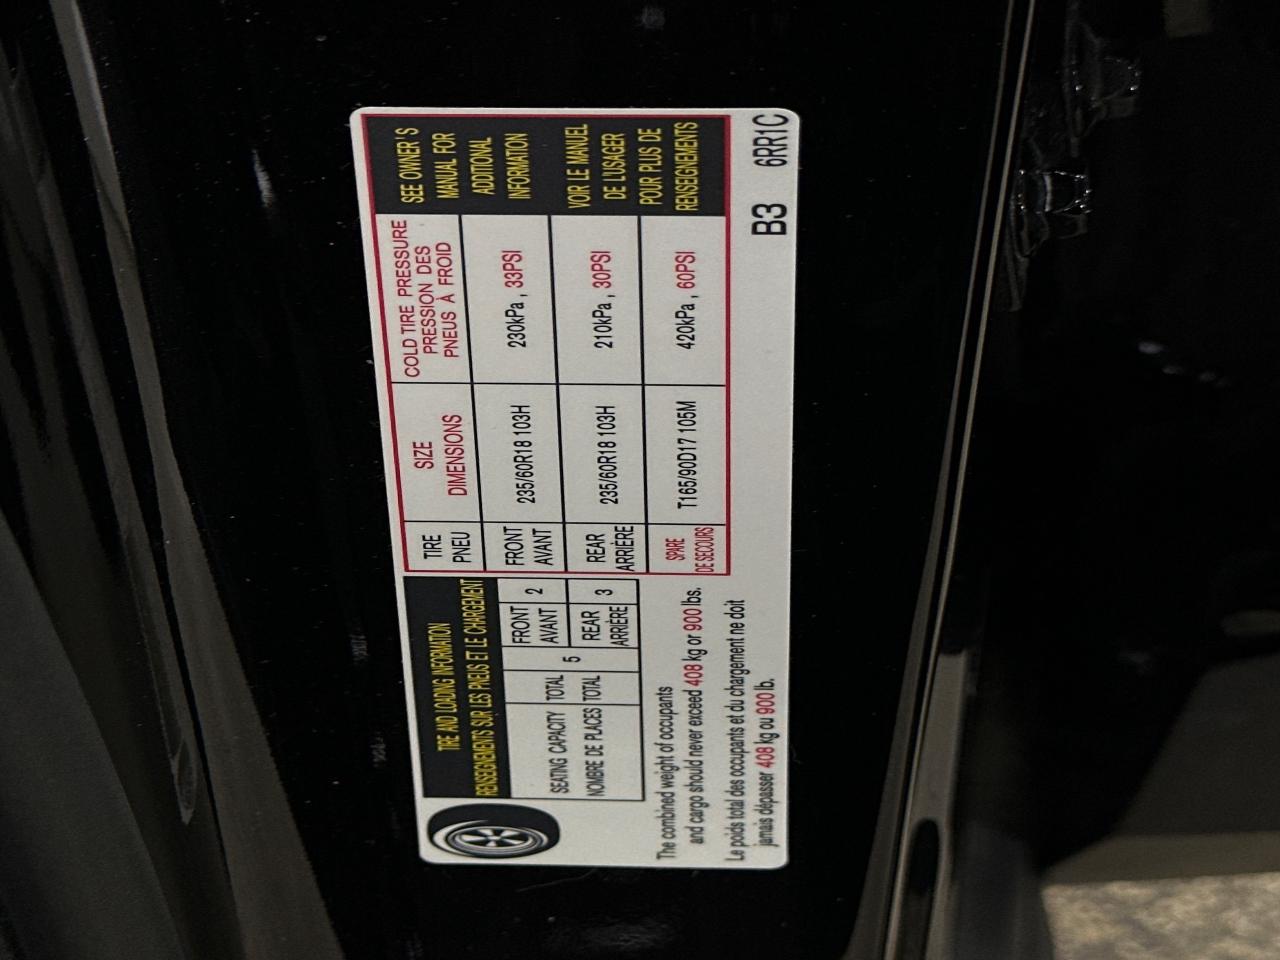 TIRE AND LOADING INFORMATION
RENSEIGNEMENTS SUR LES PNEUS ET LE CHARGEMENT
SEATING CAPACITY
NOMBRE DE PLACES
TOTAL
TOTAL
5
FRONT
AVANT
2
REAR
ARRIÈRE
3
The combined weight of occupants
and cargo should never exceed 408 kg or 900 lbs.
Le poids total des occupants et du chargement ne doit
jamais dépasser 408 kg ou 900 lb.
TIRE
PNEU
SIZE
DIMENSIONS
COLD TIRE PRESSURE
PRESSION DES
PNEUS À FROID
FRONT
AVANT
235/60R18 103H
230kPa , 33PSI
REAR
ARRIÈRE
235/60R18 103H
210kPa , 30PSI
SPARE
DE SECOURS
T165/90D17 105M
420kPa , 60PSI
SEE OWNER'S
MANUAL FOR
ADDITIONAL
INFORMATION
VOIR LE MANUEL
DE L'USAGER
POUR PLUS DE
RENSEIGNEMENTS
B3 6RR1C